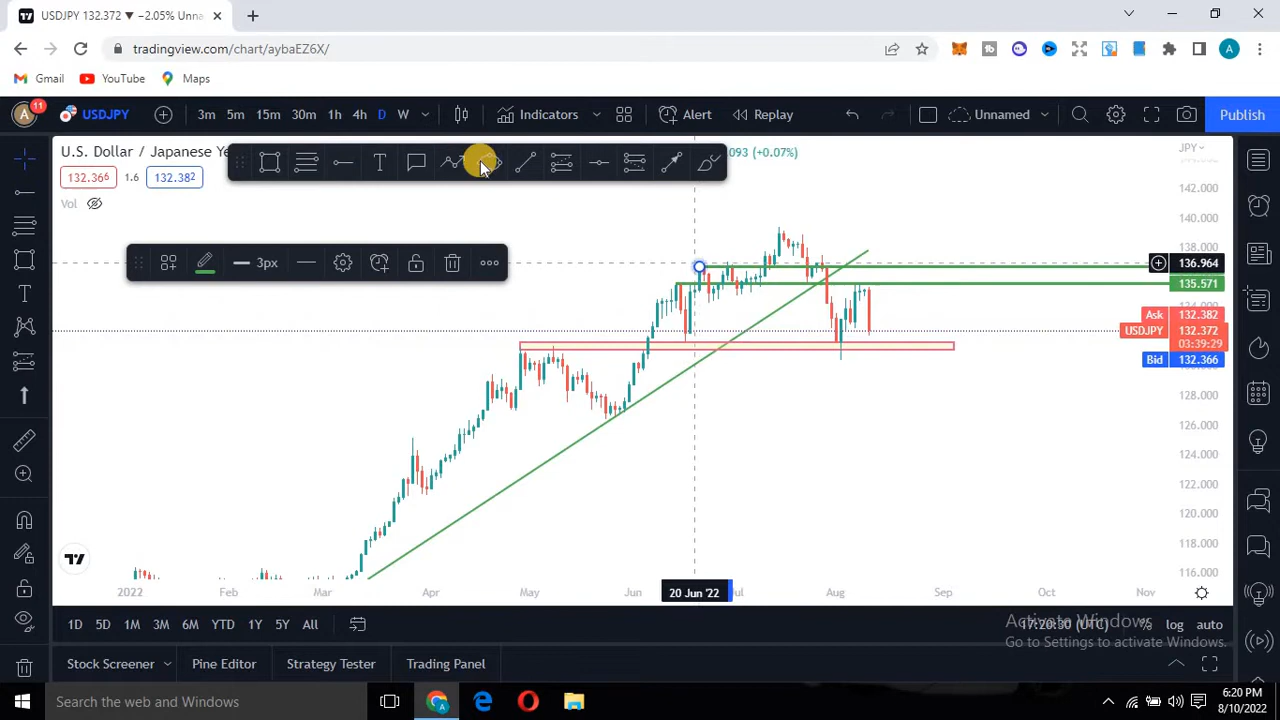 USDJPY 132.372 ▼ −2.05% Unna
tradingview.com/chart/aybaEZ6X/
A
Gmail YouTube Maps
A 11 USDJPY 3m 5m 15m 30m 1h 4h D W Indicators Alert Replay Unnamed Publish
U.S. Dollar / Japanese Ye 093 (+0.07%) JPY
132.366 1.6 132.382
Vol
142.000
140.000
138.000
3px
136.964
135.571
Ask 132.382
USDJPY 132.372
03:39:29
Bid 132.366
128.000
126.000
124.000
122.000
120.000
118.000
116.000
2022 Feb Mar Apr May Jun 20 Jun '22 Jul Aug Sep Oct Nov
1D 5D 1M 3M 6M YTD 1Y 5Y All 17:20:30 (UTC) % log auto
Activate Windows
Go to Settings to activate Windows.
Stock Screener Pine Editor Strategy Tester Trading Panel
Search the web and Windows
6:20 PM
8/10/2022